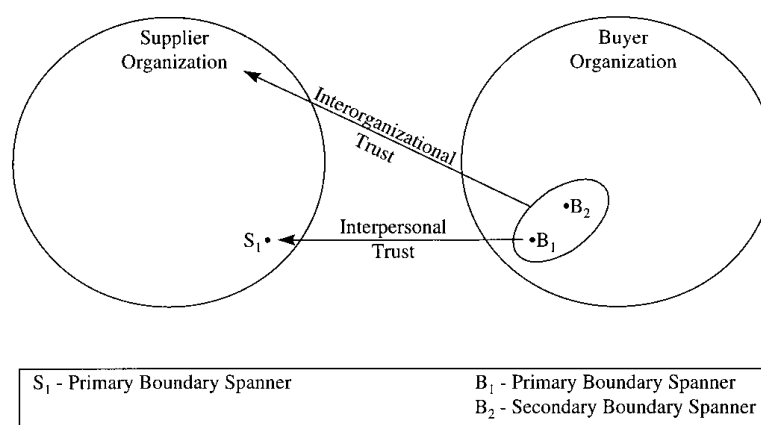 Supplier
Organization
Buyer
Organization
Interorganizational
Trust
Interpersonal
Trust
S1
B2
B1
S1 - Primary Boundary Spanner
B1 - Primary Boundary Spanner
B2 - Secondary Boundary Spanner